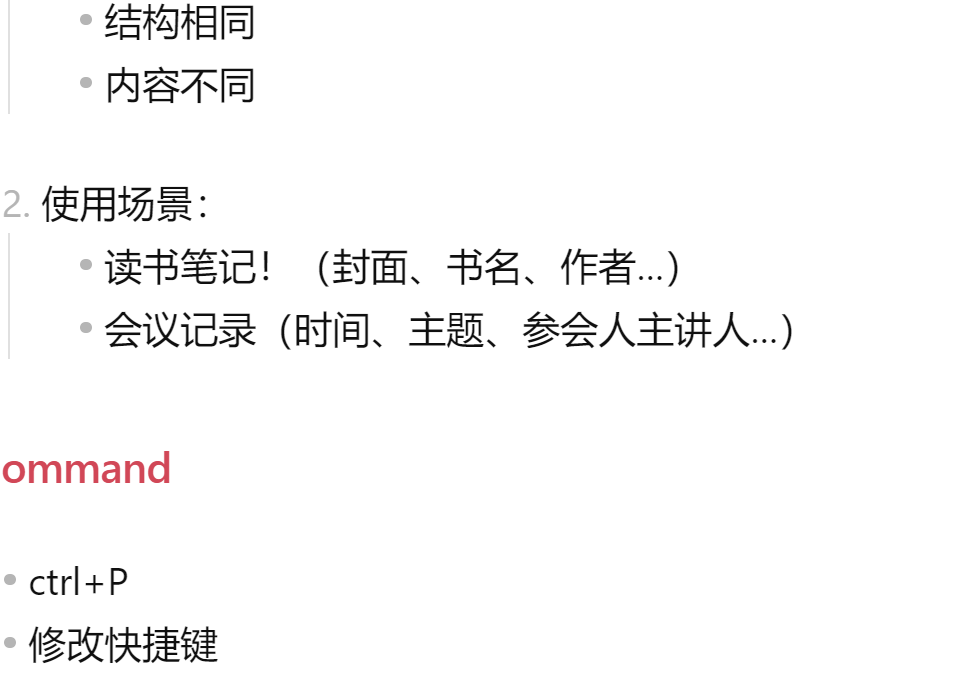 结构相同
内容不同
2. 使用场景：
读书笔记！（封面、书名、作者...）
会议记录（时间、主题、参会人主讲人...）
ommand
ctrl+P
修改快捷键